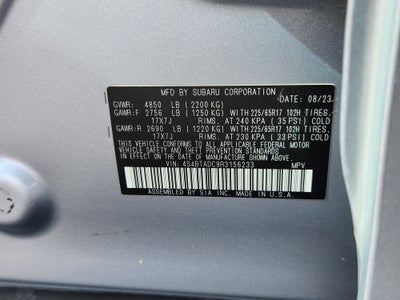 MFD. BY SUBARU CORPORATION DATE: 08/23
GVWR: 4850 LB (2200 KG)
GAWR:F 2756 LB (1250 KG) WITH 225/65R17 102H TIRES.
17X7J RIMS. AT 240 KPA (35 PSI) COLD
GAWR:R 2690 LB (1220 KG) WITH 225/65R17 102H TIRES.
17X7J RIMS. AT 230 KPA (33 PSI) COLD
THIS VEHICLE CONFORMS TO ALL APPLICABLE FEDERAL MOTOR
VEHICLE SAFETY AND THEFT PREVENTION STANDARDS IN EFFECT
ON THE DATE OF MANUFACTURE SHOWN ABOVE.
VIN: 4S4BTADC9R3156233 MPV
ASSEMBLED BY SIA INC. MADE IN U.S.A.